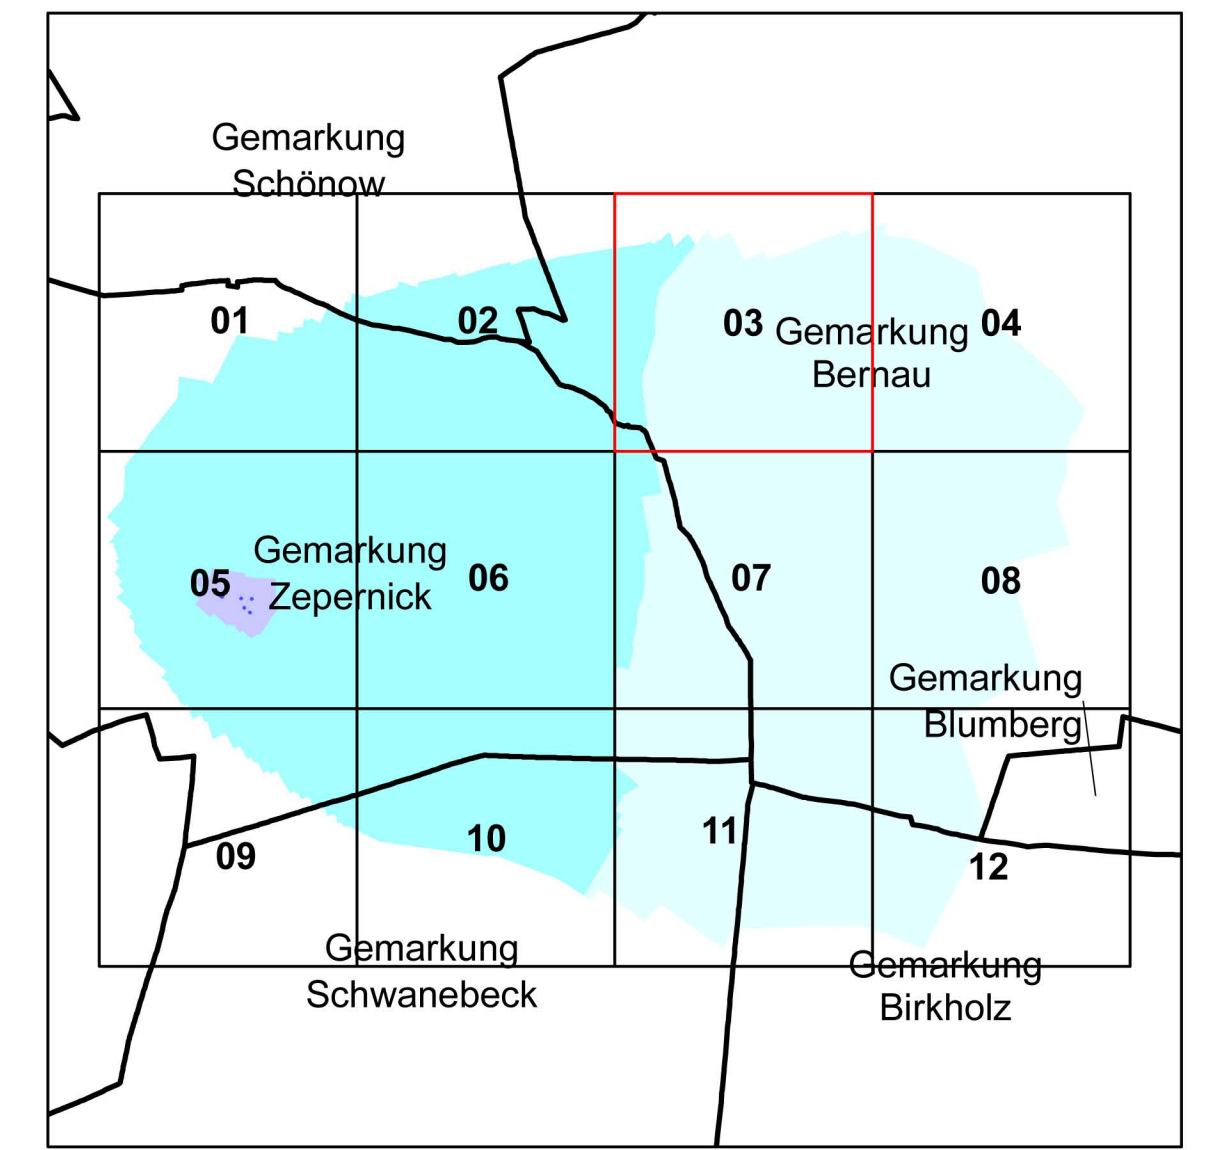 Gemarkung
Schönow
01
02
03
04
Gemarkung
Bernau
Gemarkung
Zepernick
05
06
07
08
Gemarkung
Blumberg
09
10
11
12
Gemarkung
Schwanebeck
Gemarkung
Birkholz